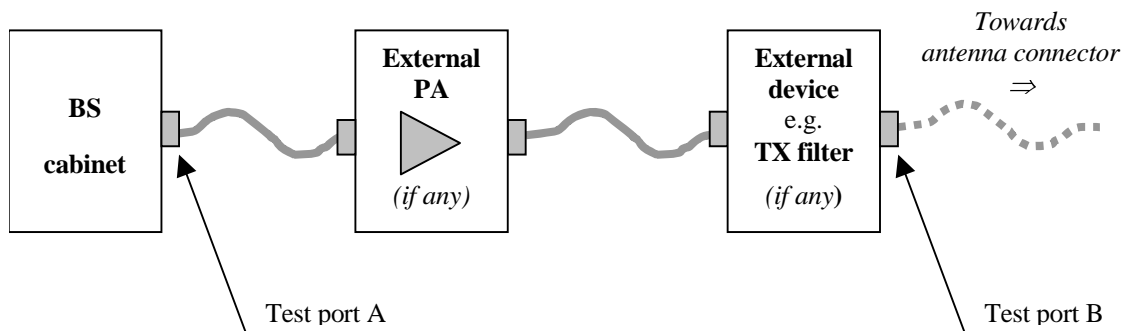 BS
cabinet
External
PA
(if any)
External
device
e.g.
TX filter
(if any)
Towards
antenna connector
⇒
Test port A
Test port B